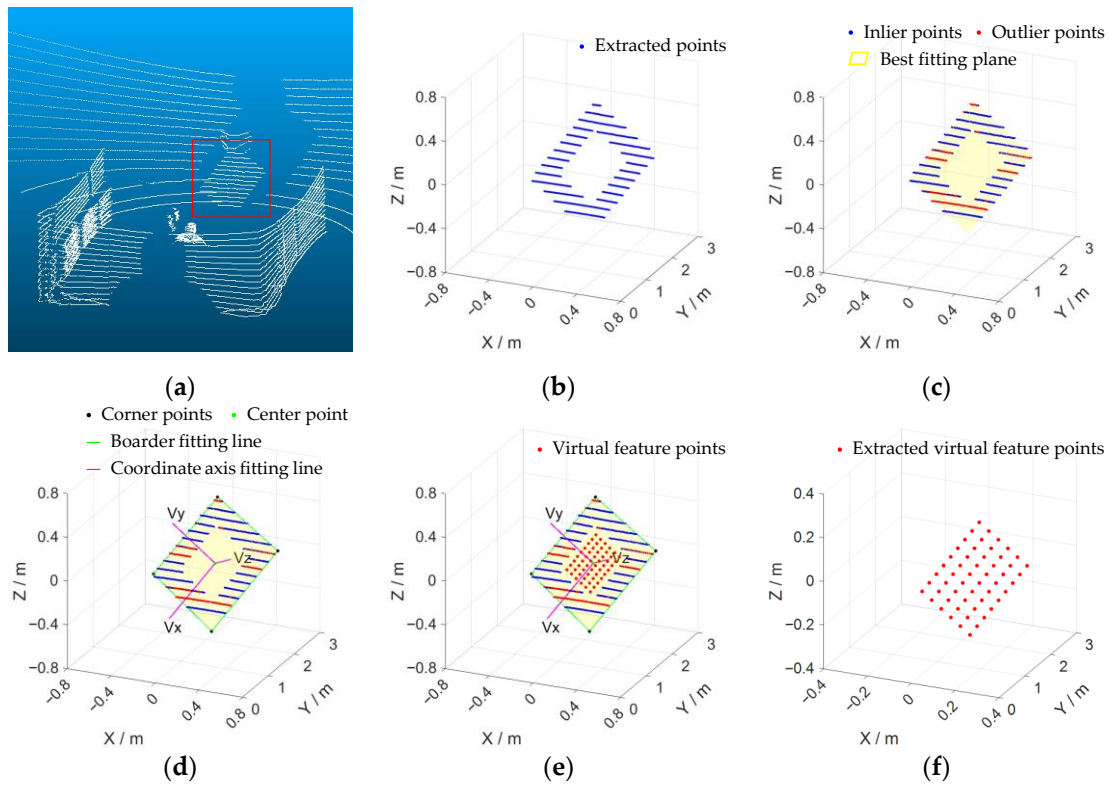 Extracted points
0.8
0.4
0
−0.4
−0.8
Z / m
−0.8
−0.4
0
0.4
0.8
X / m
0
1
2
3
Y / m
Inlier points
Outlier points
Best fitting plane
0.8
0.4
0
−0.4
−0.8
Z / m
−0.8
−0.4
0
0.4
0.8
X / m
0
1
2
3
Y / m
(a)
(b)
(c)
Corner points
Center point
Boarder fitting line
Coordinate axis fitting line
0.8
0.4
0
−0.4
−0.8
Z / m
Vy
Vz
Vx
−0.8
−0.4
0
0.4
0.8
X / m
0
1
2
3
Y / m
Virtual feature points
0.8
0.4
0
−0.4
−0.8
Z / m
Vy
Vz
Vx
−0.8
−0.4
0
0.4
0.8
X / m
0
1
2
3
Y / m
Extracted virtual feature points
0.4
0.2
0
−0.2
−0.4
Z / m
−0.4
−0.2
0
0.2
0.4
X / m
0
1
2
3
Y / m
(d)
(e)
(f)